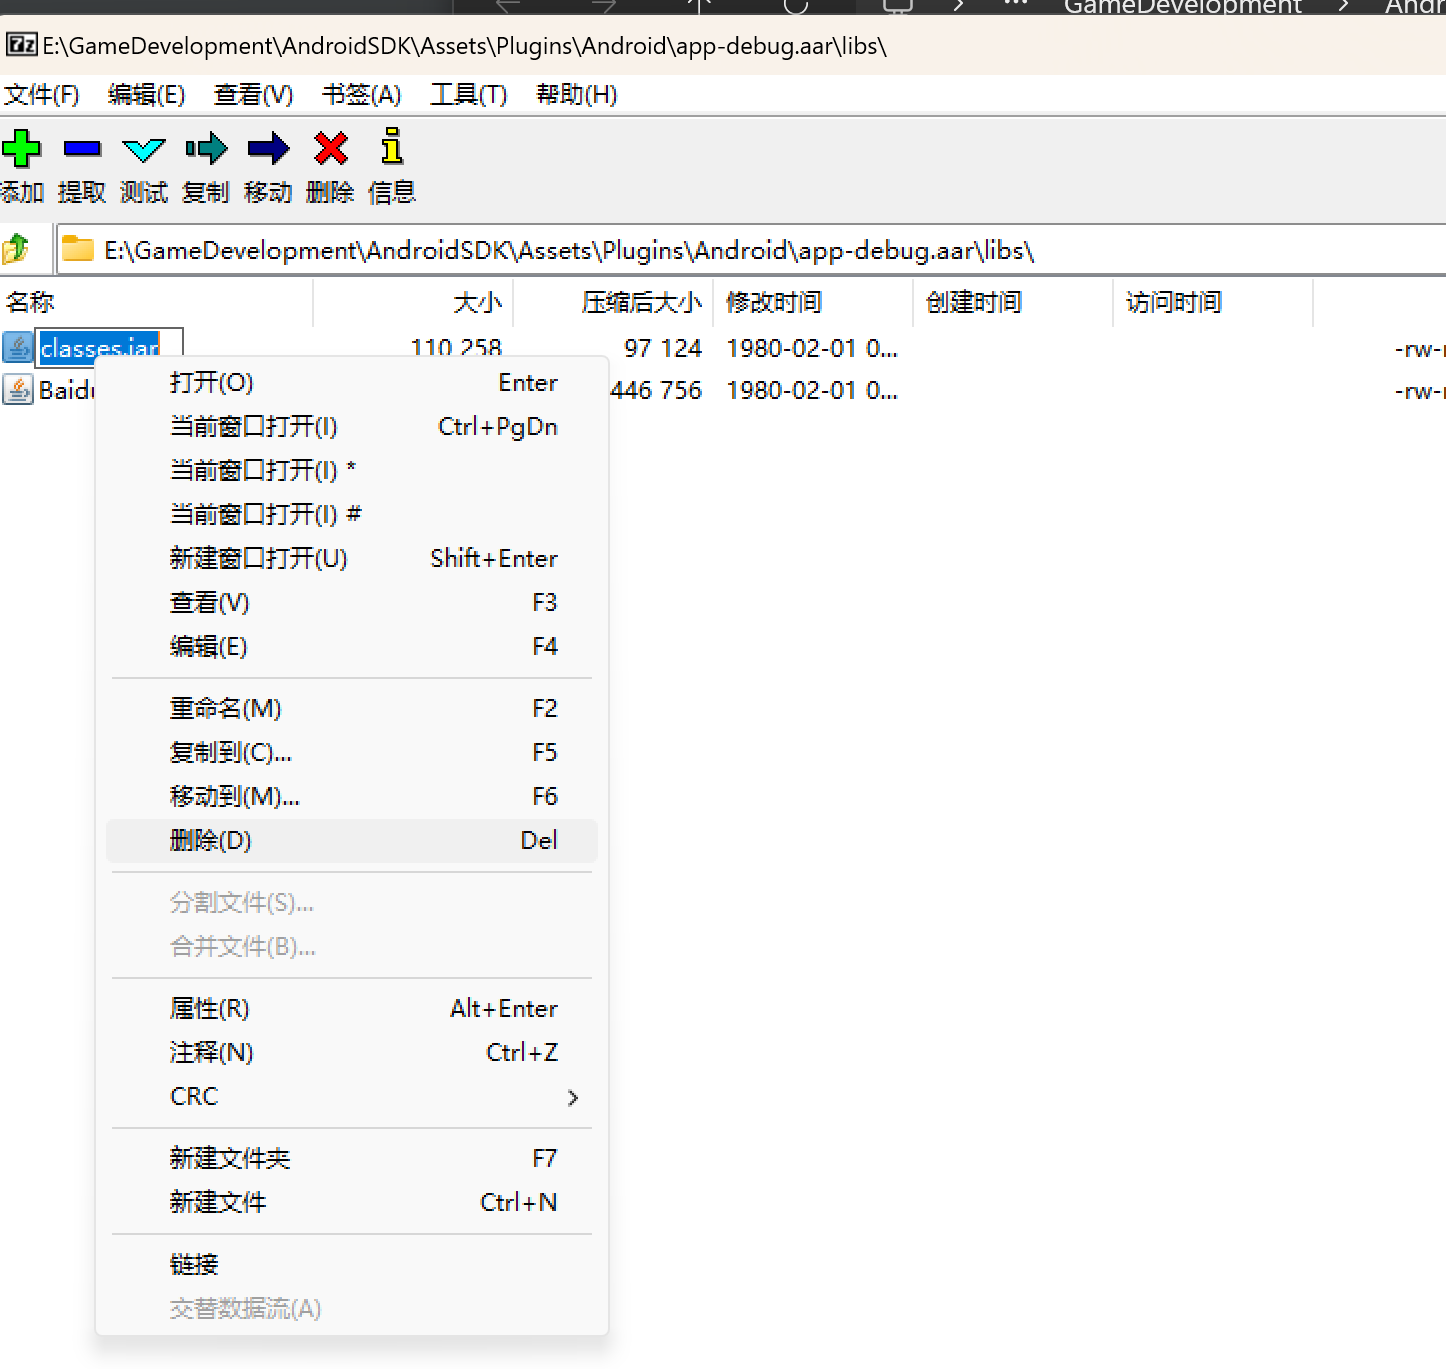 GameDevelopment > Andr
E:\GameDevelopment\AndroidSDK\Assets\Plugins\Android\app-debug.aar\libs\
文件(F) 编辑(E) 查看(V) 书签(A) 工具(T) 帮助(H)
添加 提取 测试 复制 移动 删除 信息
E:\GameDevelopment\AndroidSDK\Assets\Plugins\Android\app-debug.aar\libs\
名称 大小 压缩后大小 修改时间 创建时间 访问时间
classes.jar 110 258 97 124 1980-02-01 0... -rw-r
Baidu 446 756 1980-02-01 0... -rw-r
打开(O) Enter
当前窗口打开(I) Ctrl+PgDn
当前窗口打开(I) *
当前窗口打开(I) #
新建窗口打开(U) Shift+Enter
查看(V) F3
编辑(E) F4
重命名(M) F2
复制到(C)... F5
移动到(M)... F6
删除(D) Del
分割文件(S)...
合并文件(B)...
属性(R) Alt+Enter
注释(N) Ctrl+Z
CRC >
新建文件夹 F7
新建文件 Ctrl+N
链接
交替数据流(A)